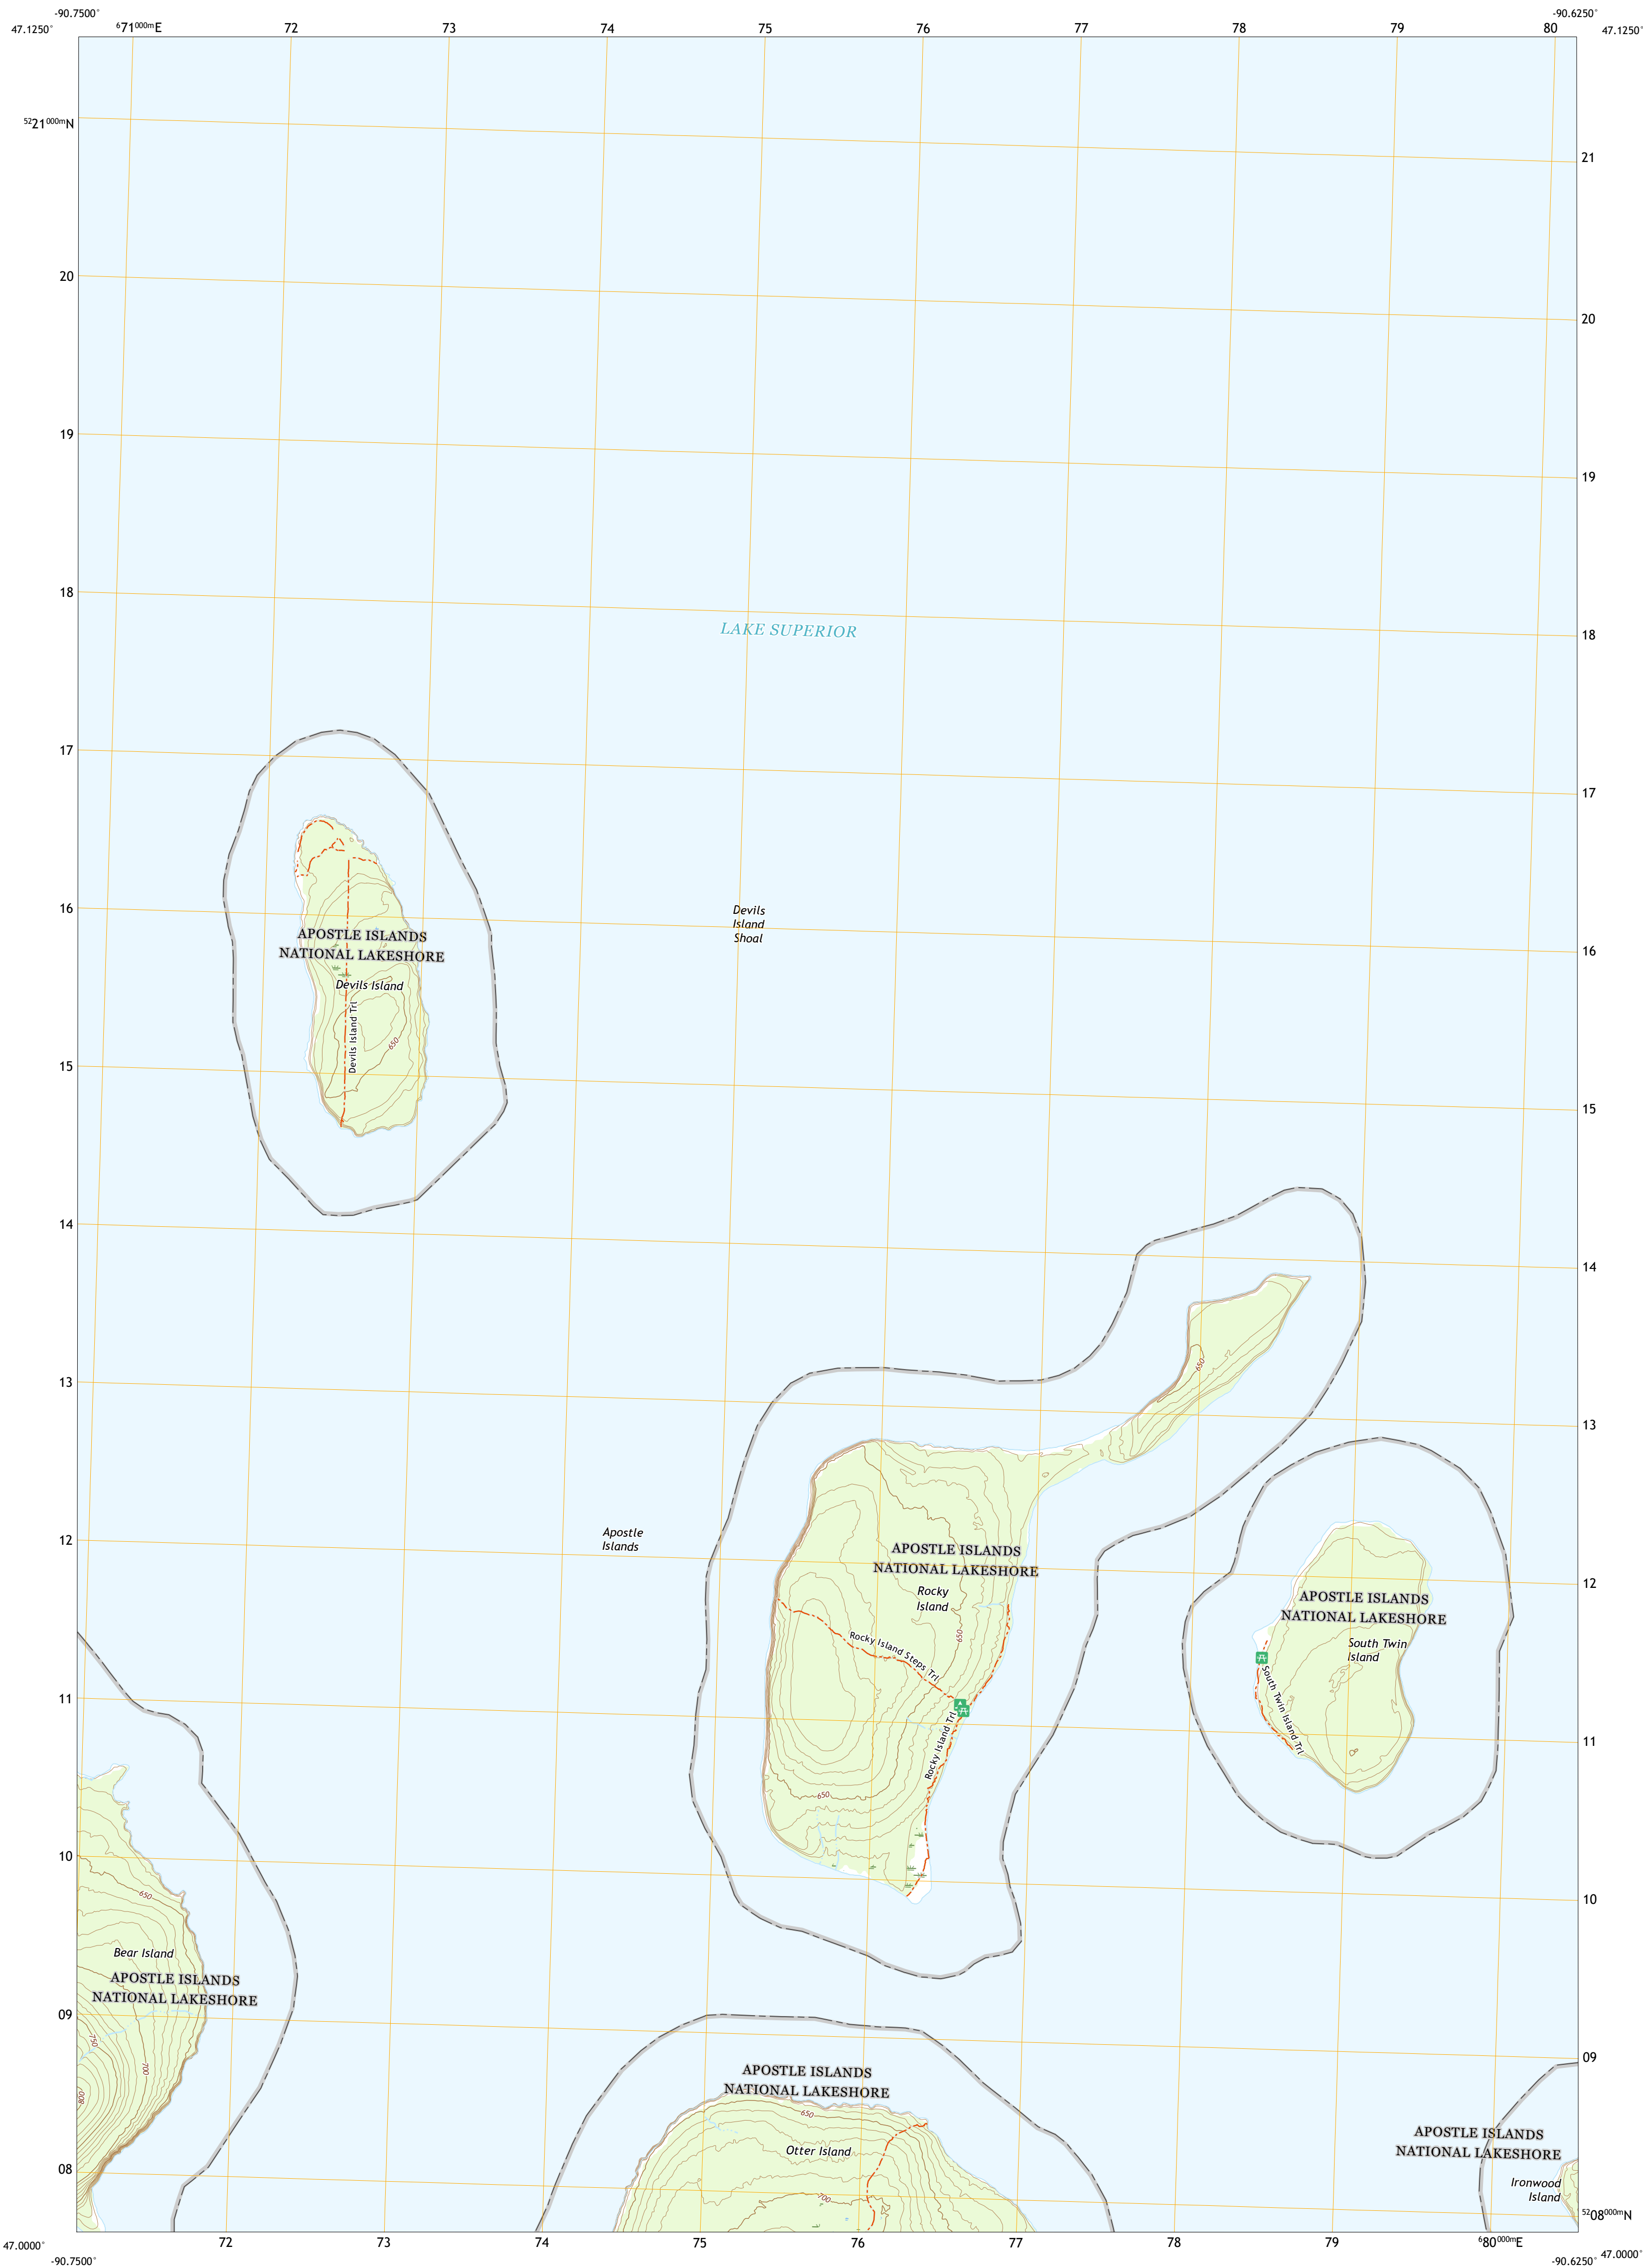 -90.7500°
-90.6250°
47.1250°
671000mE
72
73
74
75
76
77
78
79
80
47.1250°
5221000mN
21
20
20
19
19
18
18
LAKE SUPERIOR
17
17
16
Devils
Island
Shoal
APOSTLE ISLANDS
NATIONAL LAKESHORE
16
Devils Island
Devils Island Trl
650
15
15
14
14
650
13
13
12
Apostle
Islands
APOSTLE ISLANDS
NATIONAL LAKESHORE
Rocky
Island
650
12
APOSTLE ISLANDS
NATIONAL LAKESHORE
South Twin
Island
Rocky Island Steps Trl
South Twin Island Trl
11
Rocky Island Trl
11
650
10
10
650
Bear Island
APOSTLE ISLANDS
NATIONAL LAKESHORE
09
09
750
700
800
APOSTLE ISLANDS
NATIONAL LAKESHORE
650
Otter Island
700
APOSTLE ISLANDS
NATIONAL LAKESHORE
Ironwood
Island
08
5208000mN
47.0000°
72
73
74
75
76
77
78
79
680000mE
47.0000°
-90.7500°
-90.6250°